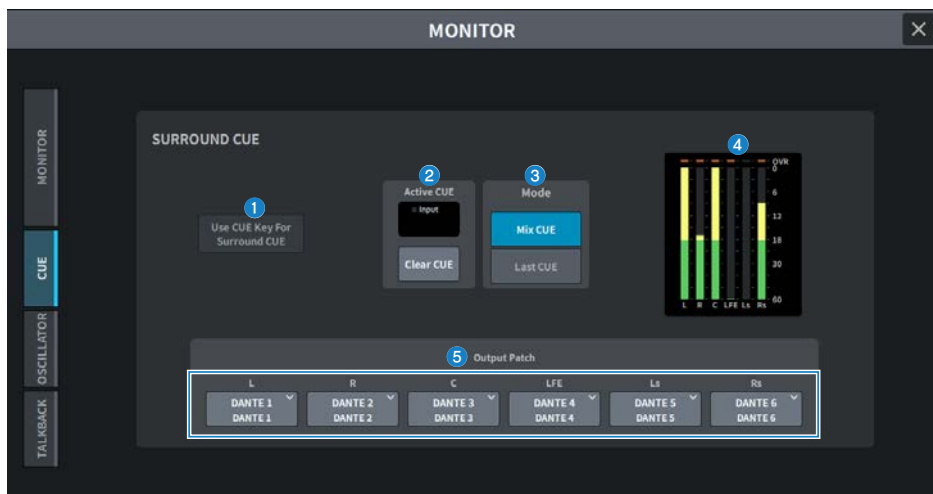 MONITOR
MONITOR
CUE
OSCILLATOR
TALKBACK
SURROUND CUE
1
Use CUE Key For
Surround CUE
2
Active CUE
Input
Clear CUE
3
Mode
Mix CUE
Last CUE
4
OVR
0
6
12
18
30
60
L R C LFE Ls Rs
5 Output Patch
L R C LFE Ls Rs
DANTE 1 DANTE 2 DANTE 3 DANTE 4 DANTE 5 DANTE 6
DANTE 1 DANTE 2 DANTE 3 DANTE 4 DANTE 5 DANTE 6